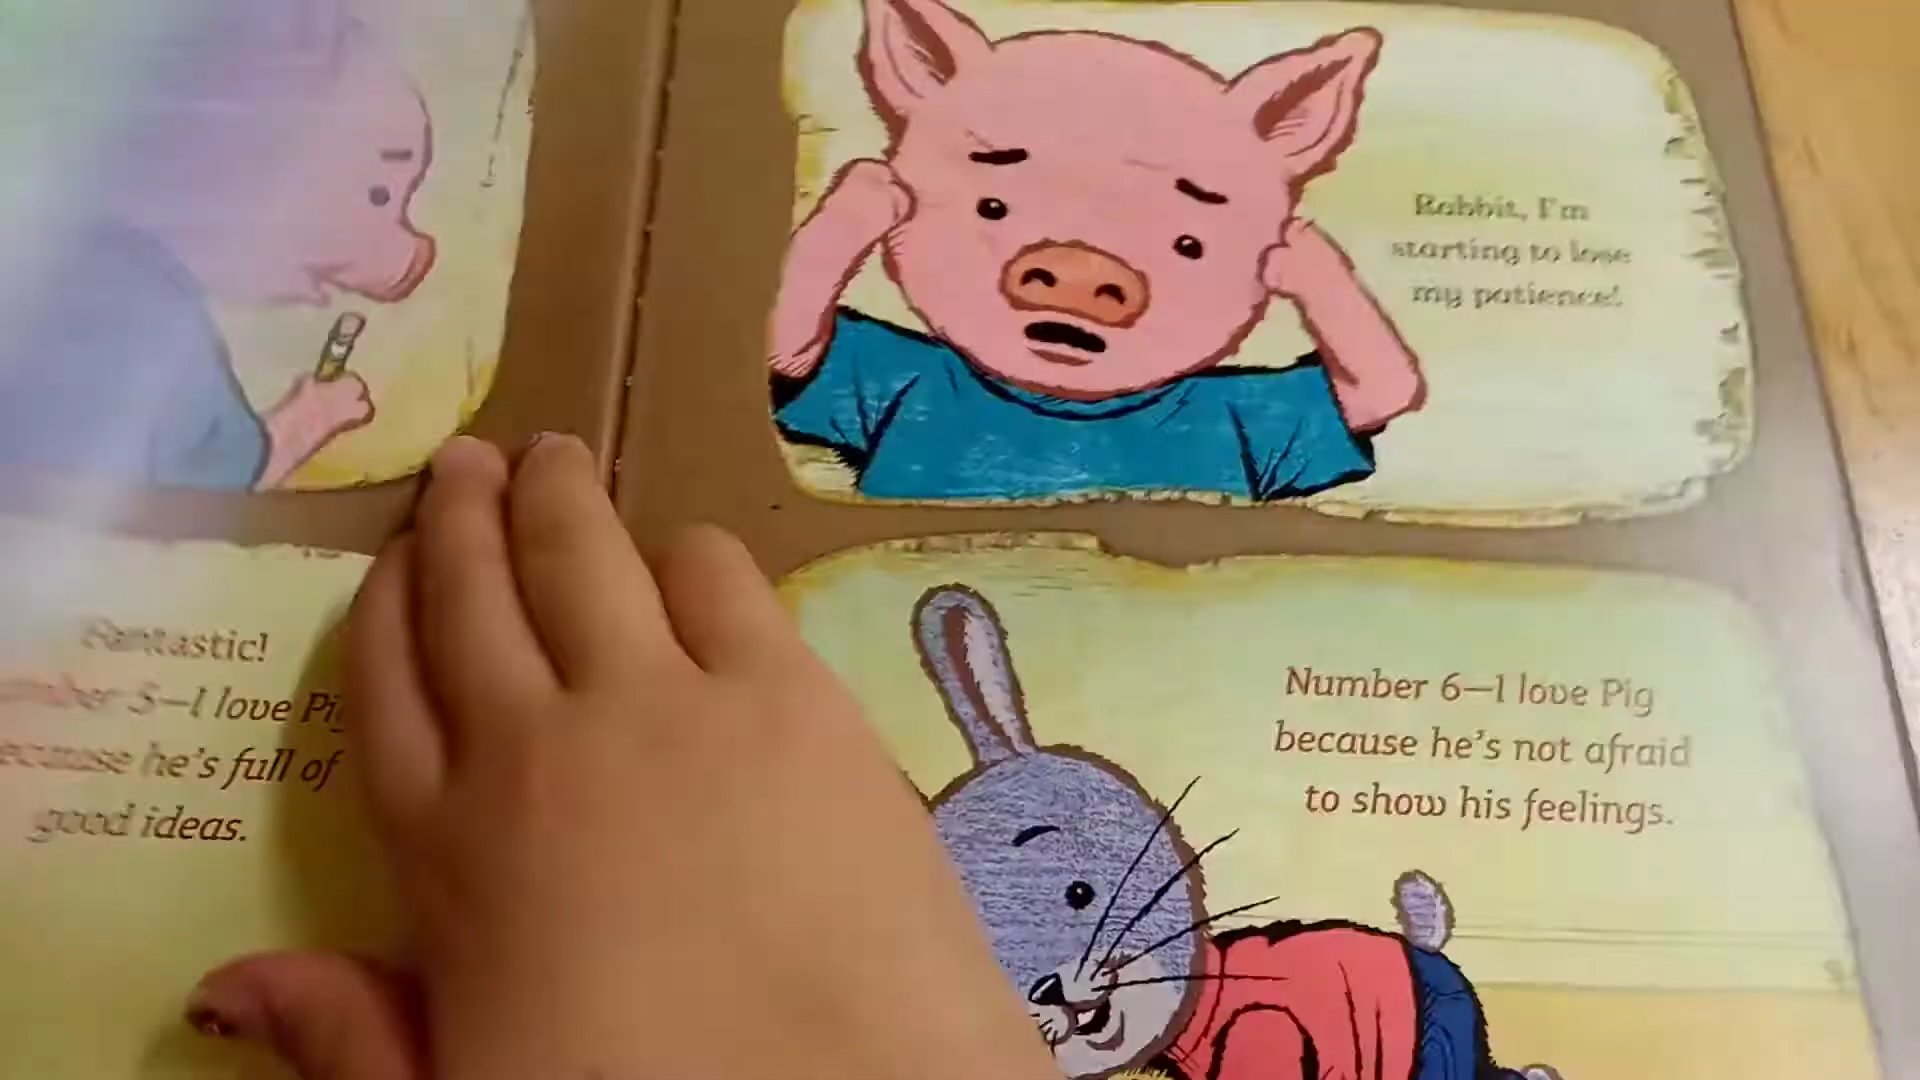 Fantastic!
5—I love
he's full of
good ideas.
Rabbit, I'm
starting to lose
my patience!
Number 6—I love Pig
because he's not afraid
to show his feelings.